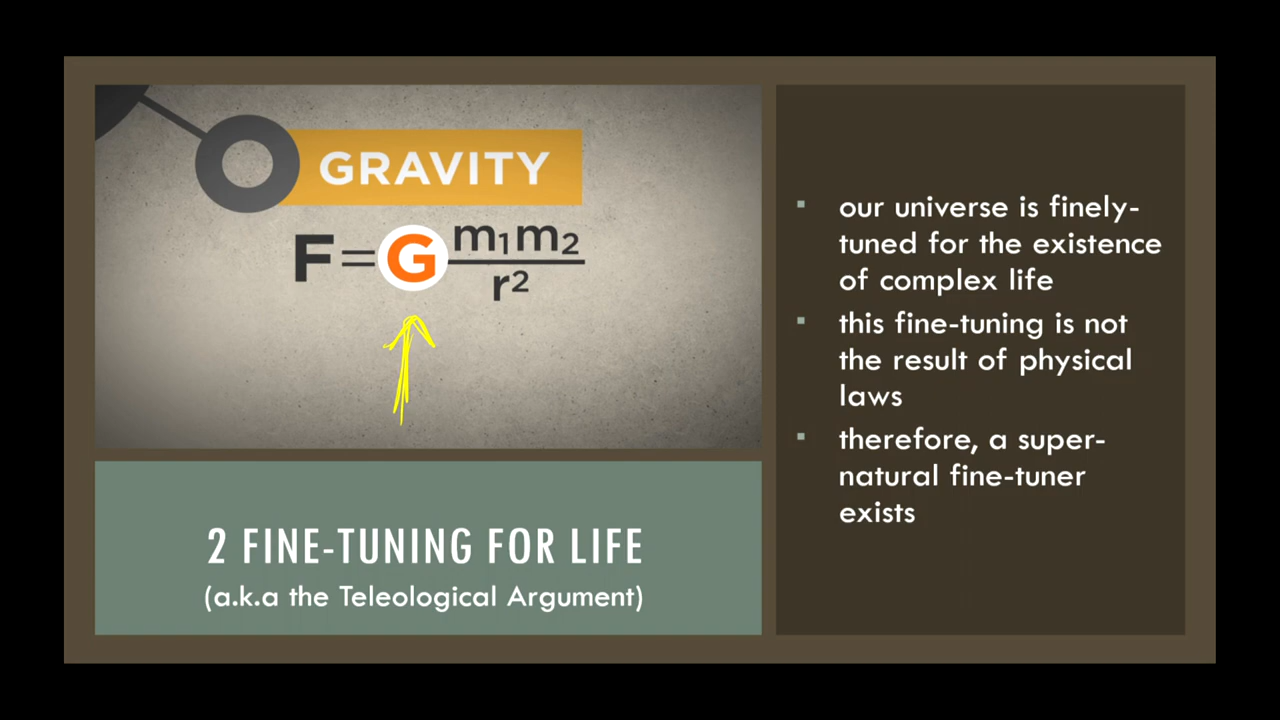 GRAVITY
F=G m₁m₂
r²
2 FINE-TUNING FOR LIFE
(a.k.a the Teleological Argument)
our universe is finely-
tuned for the existence
of complex life
this fine-tuning is not
the result of physical
laws
therefore, a super-
natural fine-tuner
exists